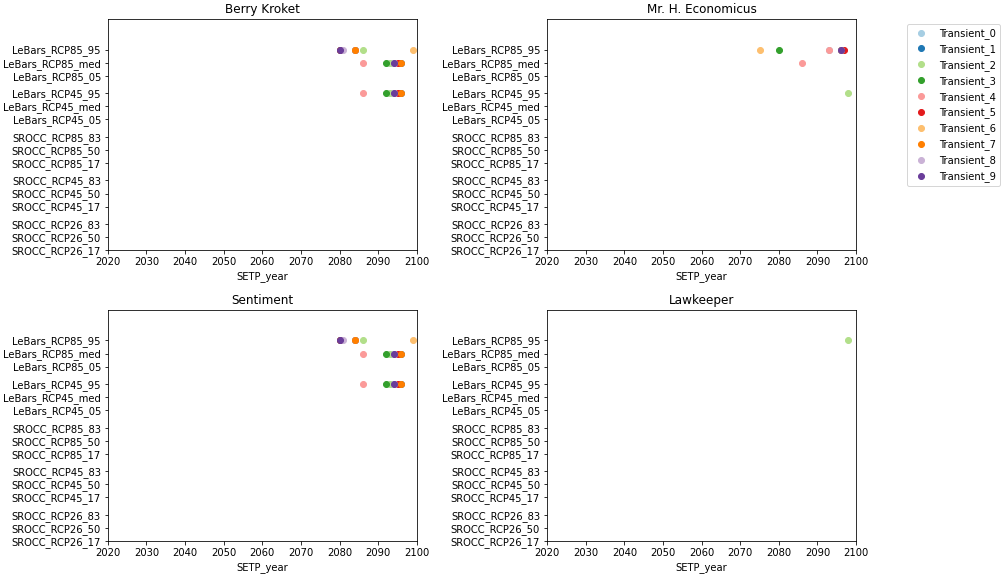 Berry Kroket
LeBars_RCP85_95
LeBars_RCP85_med
LeBars_RCP85_05
LeBars_RCP45_95
LeBars_RCP45_med
LeBars_RCP45_05
SROCC_RCP85_83
SROCC_RCP85_50
SROCC_RCP85_17
SROCC_RCP45_83
SROCC_RCP45_50
SROCC_RCP45_17
SROCC_RCP26_83
SROCC_RCP26_50
SROCC_RCP26_17
2020 2030 2040 2050 2060 2070 2080 2090 2100
SETP_year
Mr. H. Economicus
LeBars_RCP85_95
LeBars_RCP85_med
LeBars_RCP85_05
LeBars_RCP45_95
LeBars_RCP45_med
LeBars_RCP45_05
SROCC_RCP85_83
SROCC_RCP85_50
SROCC_RCP85_17
SROCC_RCP45_83
SROCC_RCP45_50
SROCC_RCP45_17
SROCC_RCP26_83
SROCC_RCP26_50
SROCC_RCP26_17
2020 2030 2040 2050 2060 2070 2080 2090 2100
SETP_year
Transient_0
Transient_1
Transient_2
Transient_3
Transient_4
Transient_5
Transient_6
Transient_7
Transient_8
Transient_9
Sentiment
LeBars_RCP85_95
LeBars_RCP85_med
LeBars_RCP85_05
LeBars_RCP45_95
LeBars_RCP45_med
LeBars_RCP45_05
SROCC_RCP85_83
SROCC_RCP85_50
SROCC_RCP85_17
SROCC_RCP45_83
SROCC_RCP45_50
SROCC_RCP45_17
SROCC_RCP26_83
SROCC_RCP26_50
SROCC_RCP26_17
2020 2030 2040 2050 2060 2070 2080 2090 2100
SETP_year
Lawkeeper
LeBars_RCP85_95
LeBars_RCP85_med
LeBars_RCP85_05
LeBars_RCP45_95
LeBars_RCP45_med
LeBars_RCP45_05
SROCC_RCP85_83
SROCC_RCP85_50
SROCC_RCP85_17
SROCC_RCP45_83
SROCC_RCP45_50
SROCC_RCP45_17
SROCC_RCP26_83
SROCC_RCP26_50
SROCC_RCP26_17
2020 2030 2040 2050 2060 2070 2080 2090 2100
SETP_year